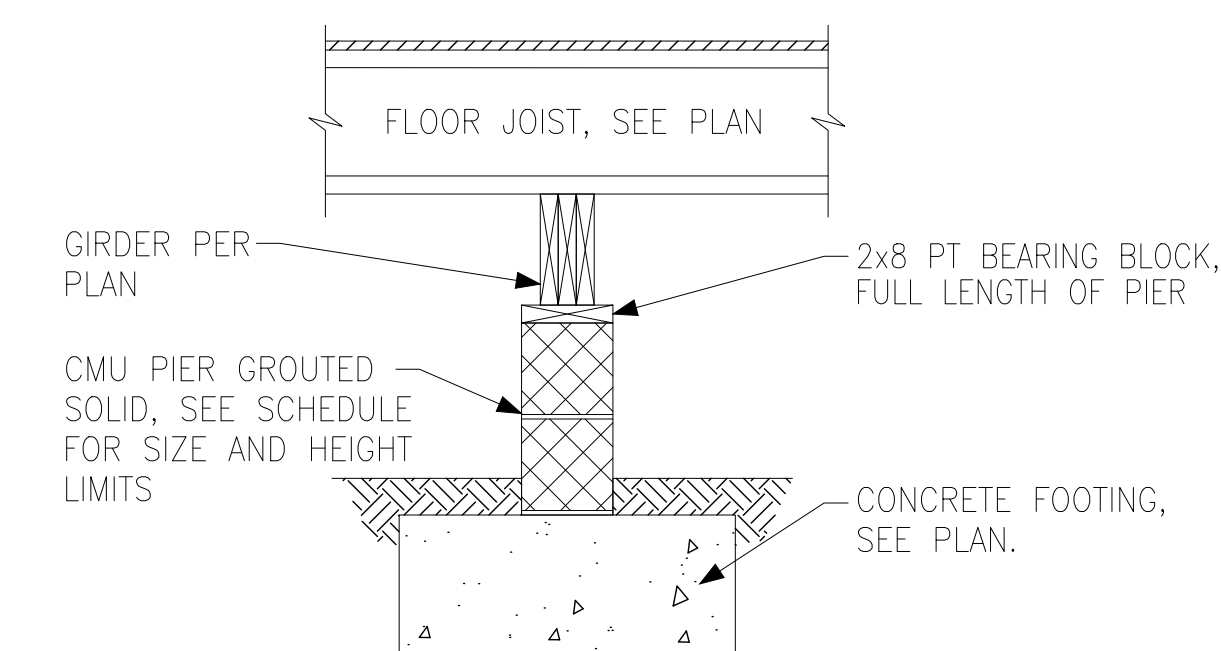 FLOOR JOIST, SEE PLAN
GIRDER PER
PLAN
2x8 PT BEARING BLOCK,
FULL LENGTH OF PIER
CMU PIER GROUTED
SOLID, SEE SCHEDULE
FOR SIZE AND HEIGHT
LIMITS
CONCRETE FOOTING,
SEE PLAN.